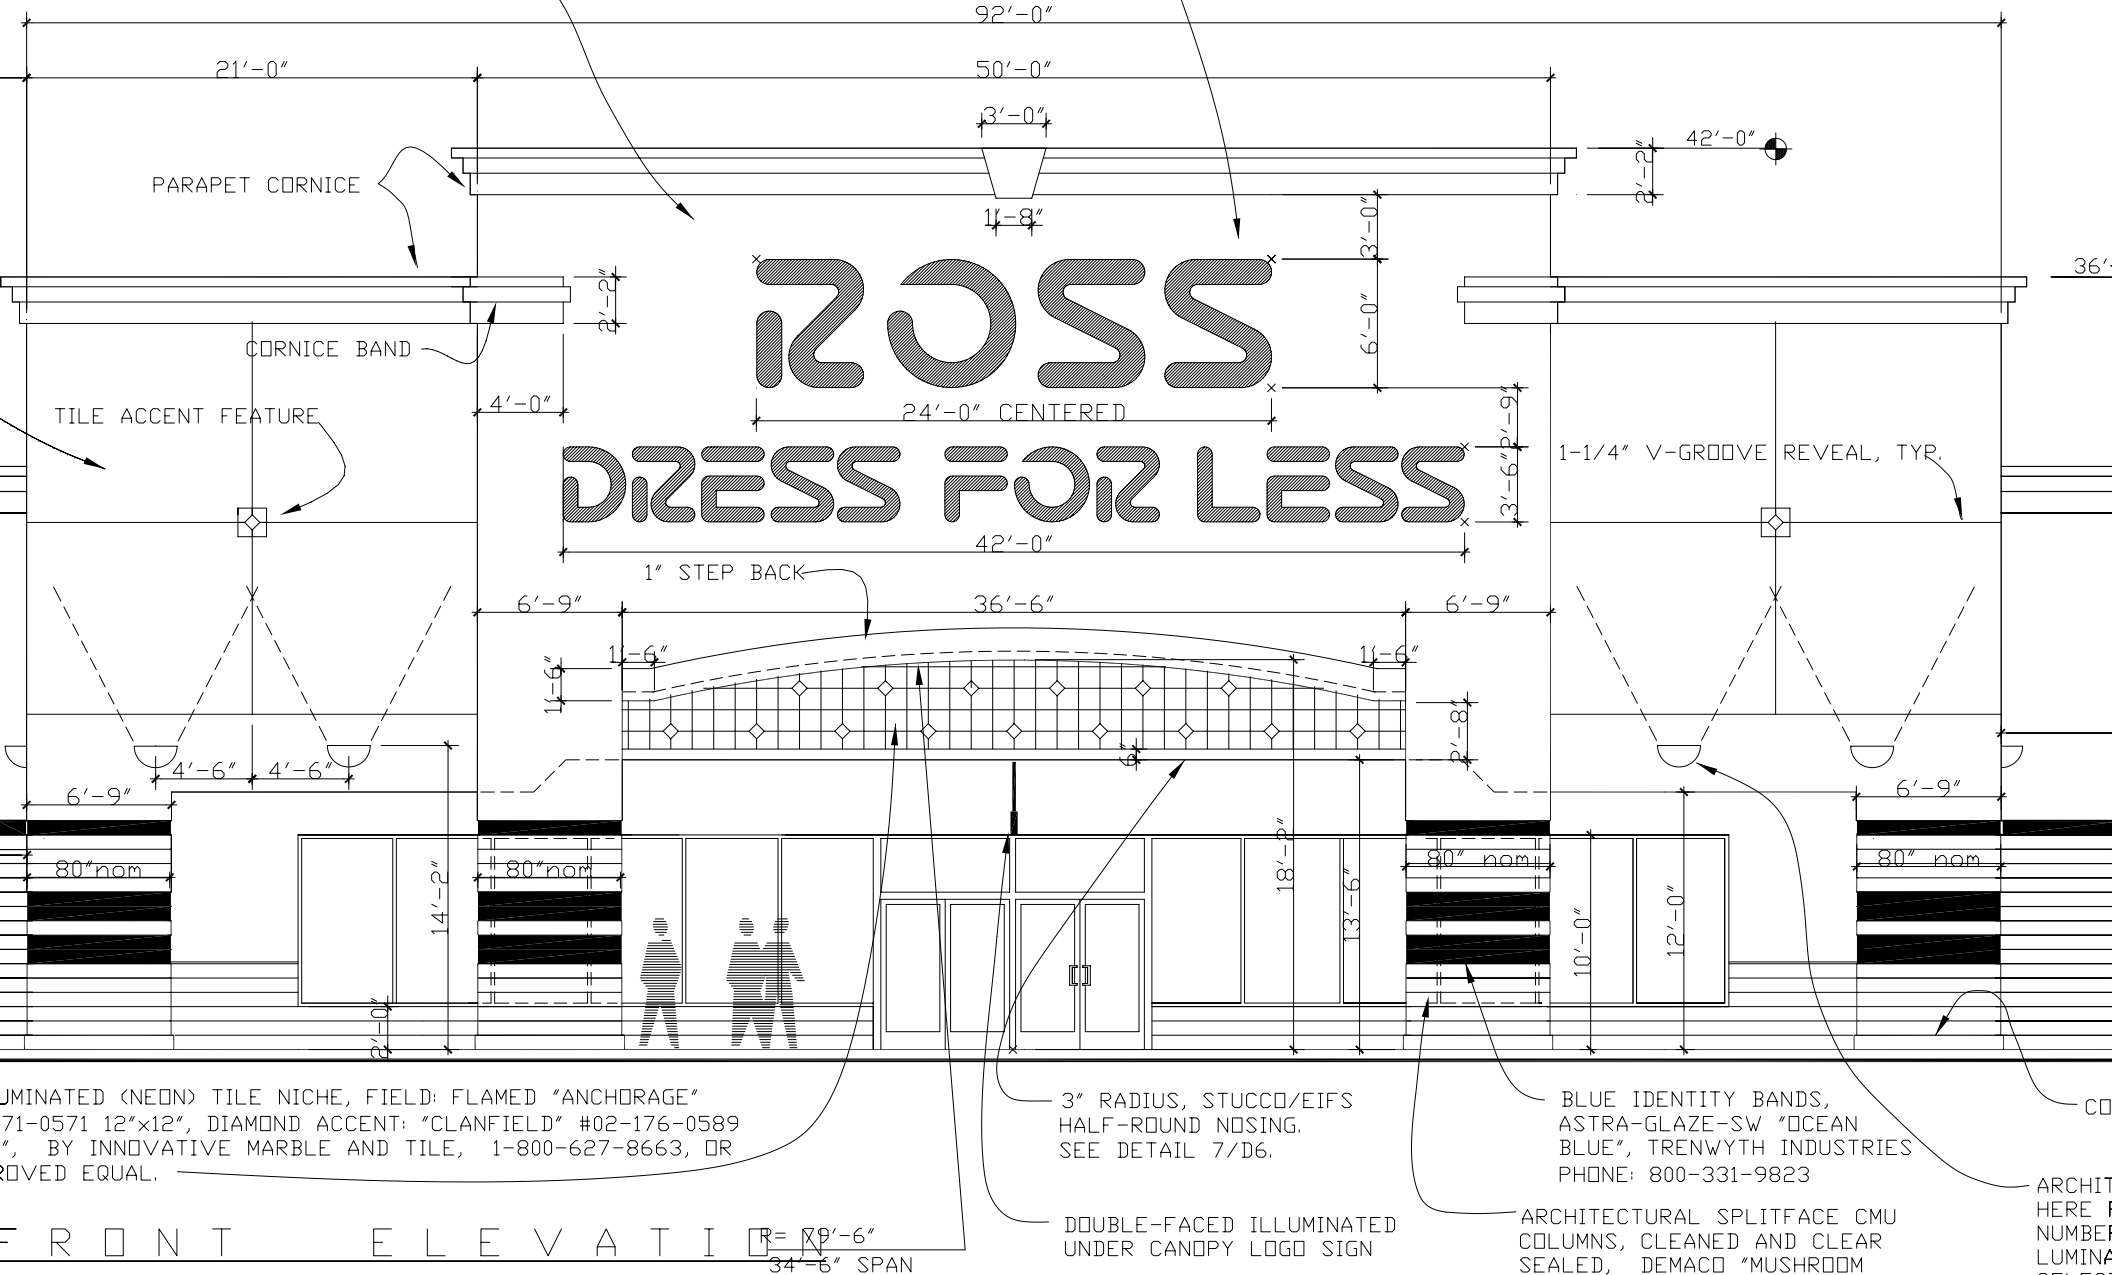 92'-0"
21'-0"
50'-0"
3'-0"
42'-0"
2'-2"
PARAPET CORNICE
1'-8"
3'-0"
ROSS
36'-
2'-2"
6'-0"
CORNICE BAND
4'-0"
24'-0" CENTERED
2'-9"
TILE ACCENT FEATURE
DRESS FOR LESS
3'-6"
1-1/4" V-GROOVE REVEAL, TYP.
42'-0"
1" STEP BACK
6'-9"
36'-6"
6'-9"
1'-6"
1'-6"
1'-6"
2'-8"
6"
4'-6"
4'-6"
6'-9"
6'-9"
80"nom
80"nom
80" nom
80" nom
14'-2"
18'-2"
13'-6"
10'-0"
12'-0"
2'-0"
UMINATED (NEON) TILE NICHE, FIELD: FLAMED "ANCHORAGE"
71-0571 12"x12", DIAMOND ACCENT: "CLANFIELD" #02-176-0589
", BY INNOVATIVE MARBLE AND TILE, 1-800-627-8663, OR
ROVED EQUAL.
3" RADIUS, STUCCO/EIFS
HALF-ROUND NOSING.
SEE DETAIL 7/D6.
BLUE IDENTITY BANDS,
ASTRA-GLAZE-SW "OCEAN
BLUE", TRENWYTH INDUSTRIES
PHONE: 800-331-9823
CO
FRONT ELEVATION
R= 79'-6"
34'-6" SPAN
DOUBLE-FACED ILLUMINATED
UNDER CANOPY LOGO SIGN
ARCHITECTURAL SPLITFACE CMU
COLUMNS, CLEANED AND CLEAR
SEALED, DEMACO "MUSHROOM
ARCHIT
HERE F
NUMBER
LUMINA